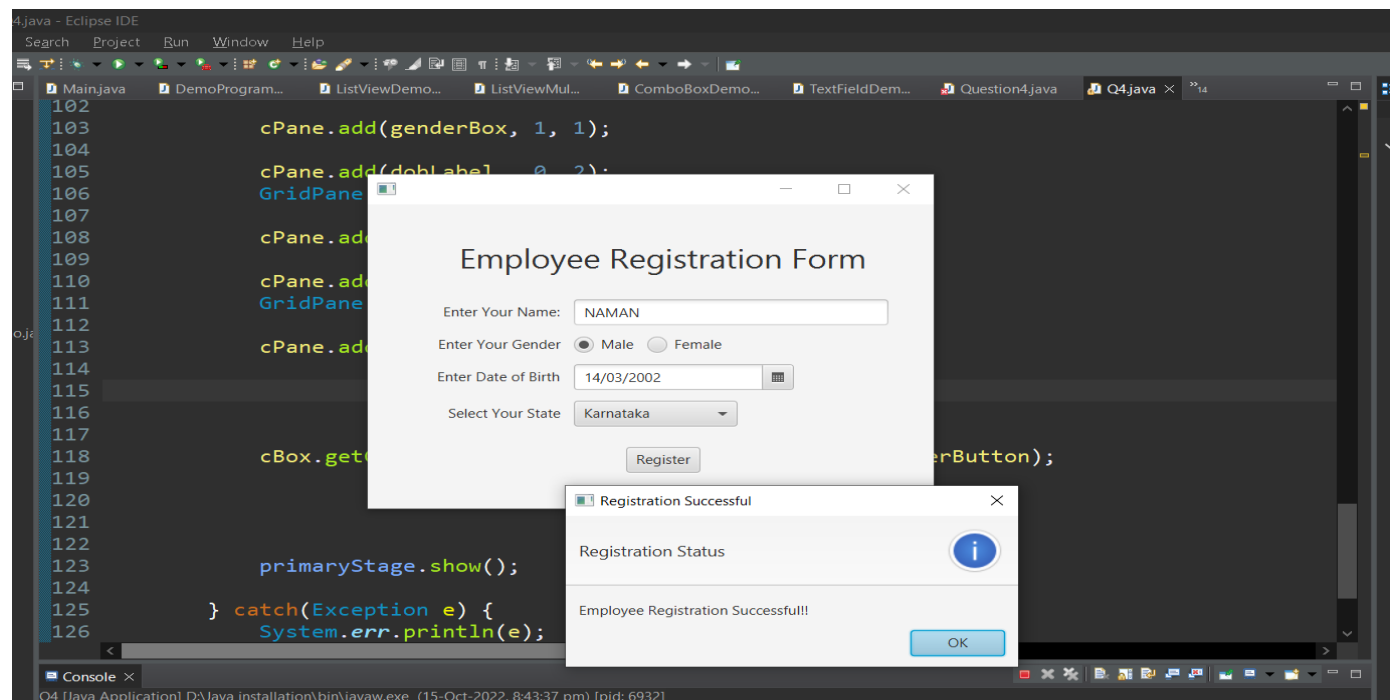 4.java - Eclipse IDE
Search Project Run Window Help
Main.java DemoProgram... ListViewDemo... ListViewMul... ComboBoxDemo... TextFieldDem... Question4.java Q4.java 14
102
103 cPane.add(genderBox, 1, 1);
104
105 cPane.add(dobLabel , 0, 2);
106 GridPane
107
108 cPane.add
109
110 cPane.add
111 GridPane
112
113 cPane.add
114
115
116
117
118 cBox.get erButton);
119
120
121
122
123 primaryStage.show();
124
125 } catch(Exception e) {
126 System.err.println(e);
Employee Registration Form
Enter Your Name: NAMAN
Enter Your Gender Male Female
Enter Date of Birth 14/03/2002
Select Your State Karnataka
Register
Registration Successful
Registration Status
Employee Registration Successful!!
OK
Console
Q4 [Java Application] D:\Java installation\bin\javaw.exe (15-Oct-2022, 8:43:37 pm) [pid: 6932]